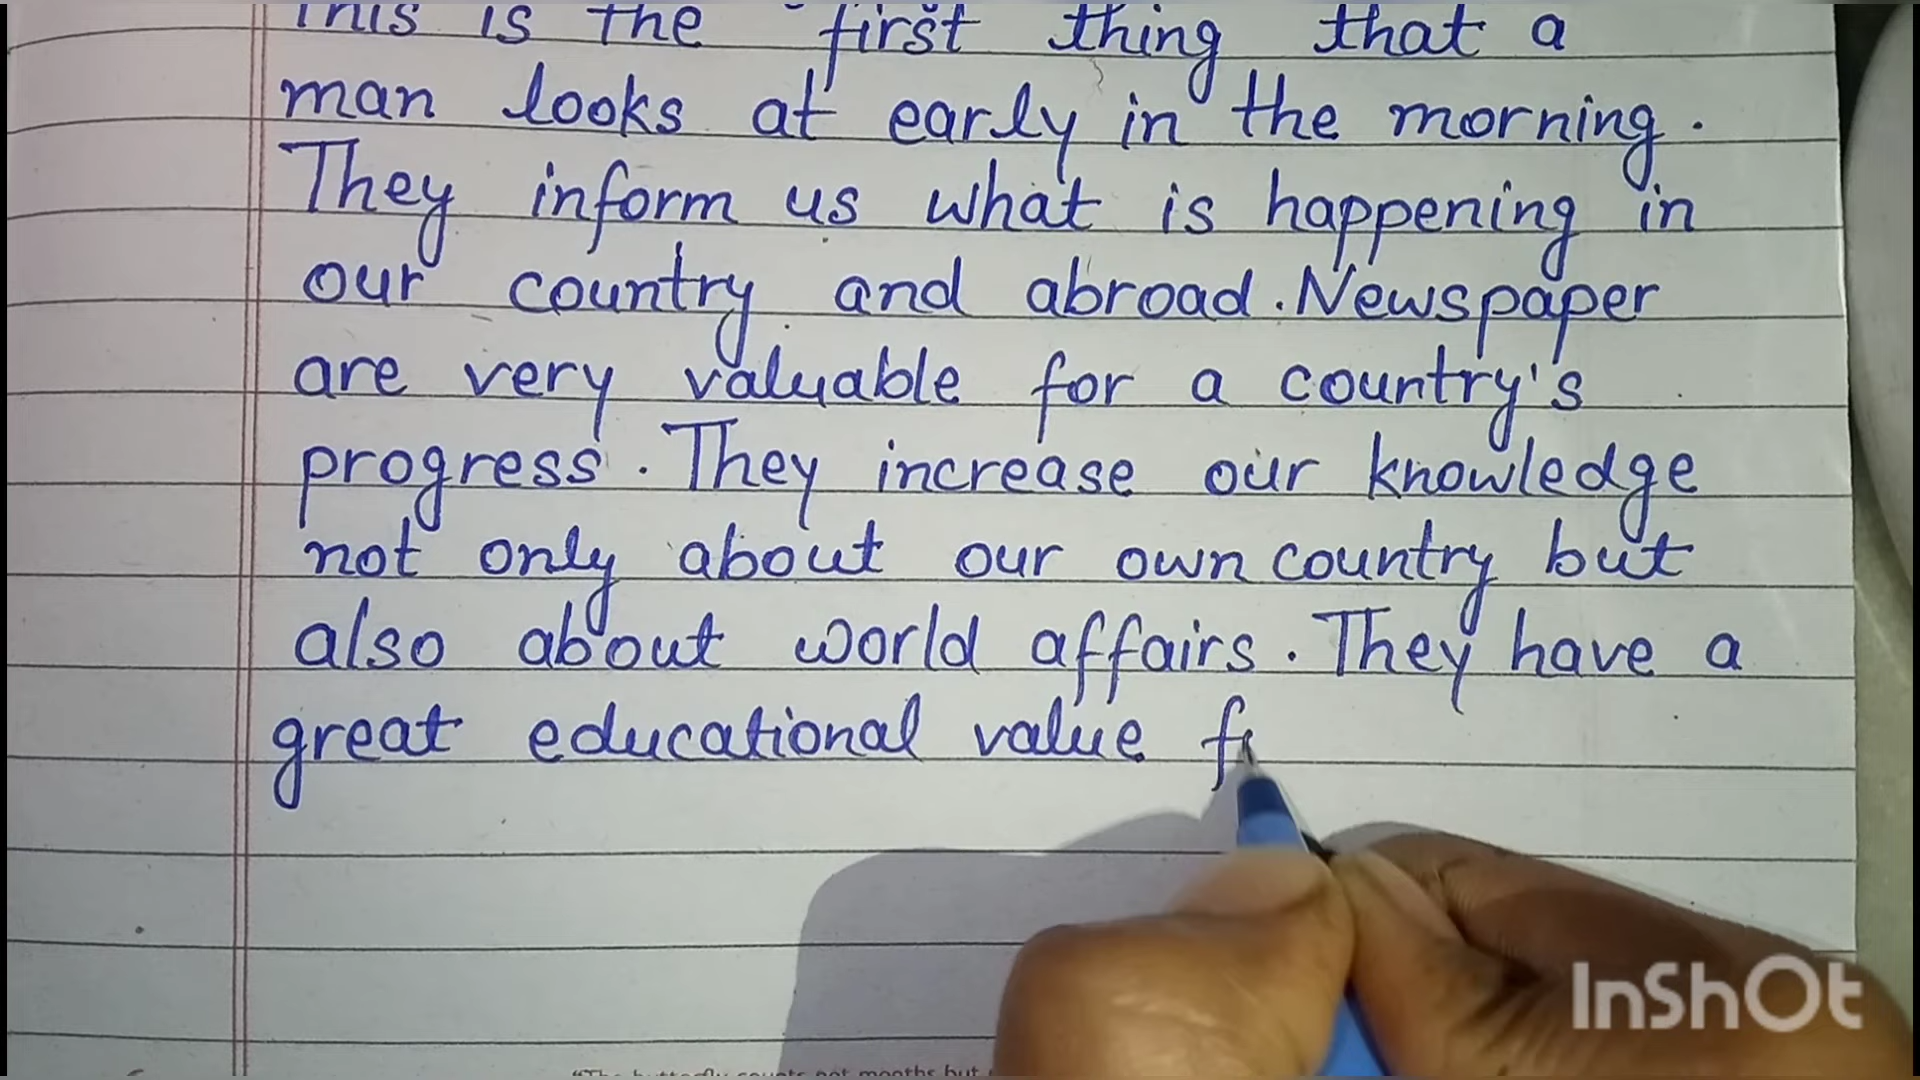 This is the first thing that a
man looks at early in the morning.
They inform us what is happening in
our country and abroad. Newspaper
are very valuable for a country's
progress. They increase our knowledge
not only about our own country but
also about world affairs. They have a
great educational value
InShOt